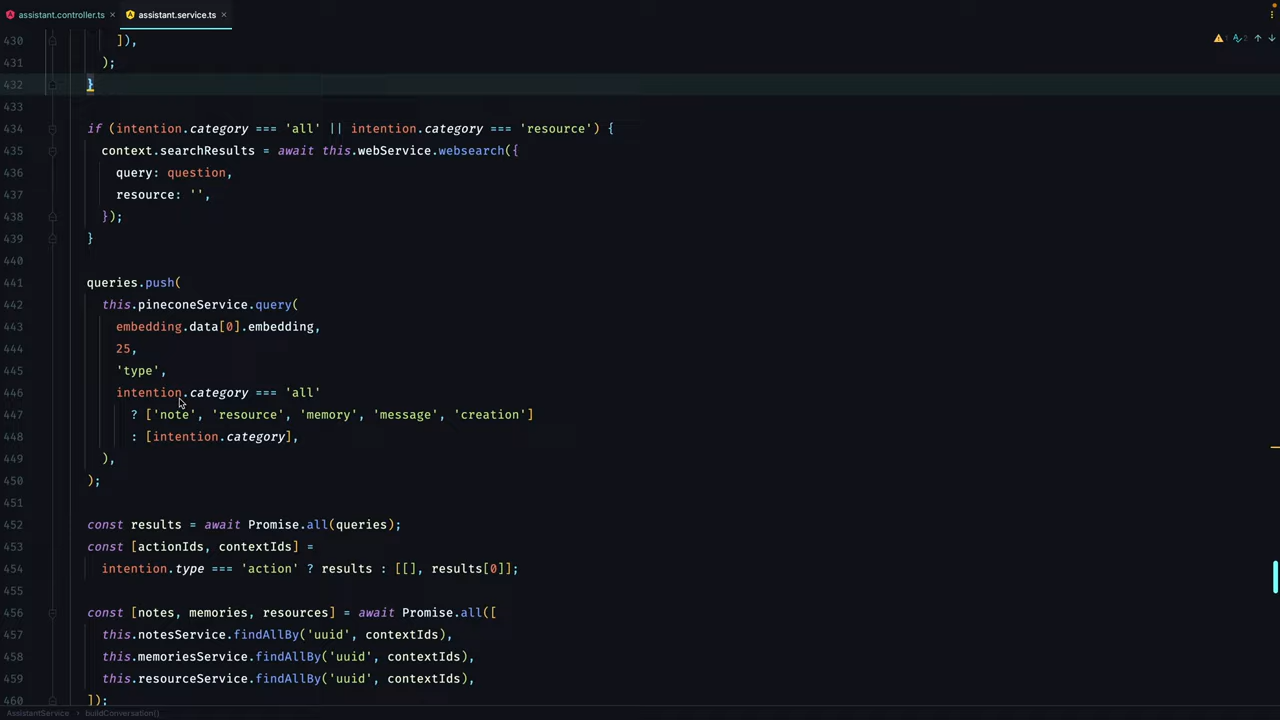 assistant.controller.ts × assistant.service.ts ×
430 ]),
431 );
432 }
433
434 if (intention.category === 'all' || intention.category === 'resource') {
435 context.searchResults = await this.webService.websearch({
436 query: question,
437 resource: '',
438 });
439 }
440
441 queries.push(
442 this.pineconeService.query(
443 embedding.data[0].embedding,
444 25,
445 'type',
446 intention.category === 'all'
447 ? ['note', 'resource', 'memory', 'message', 'creation']
448 : [intention.category],
449 ),
450 );
451
452 const results = await Promise.all(queries);
453 const [actionIds, contextIds] =
454 intention.type === 'action' ? results : [[], results[0]];
455
456 const [notes, memories, resources] = await Promise.all([
457 this.notesService.findAllBy('uuid', contextIds),
458 this.memoriesService.findAllBy('uuid', contextIds),
459 this.resourceService.findAllBy('uuid', contextIds),
460 ]);
AssistantService > buildConversation()